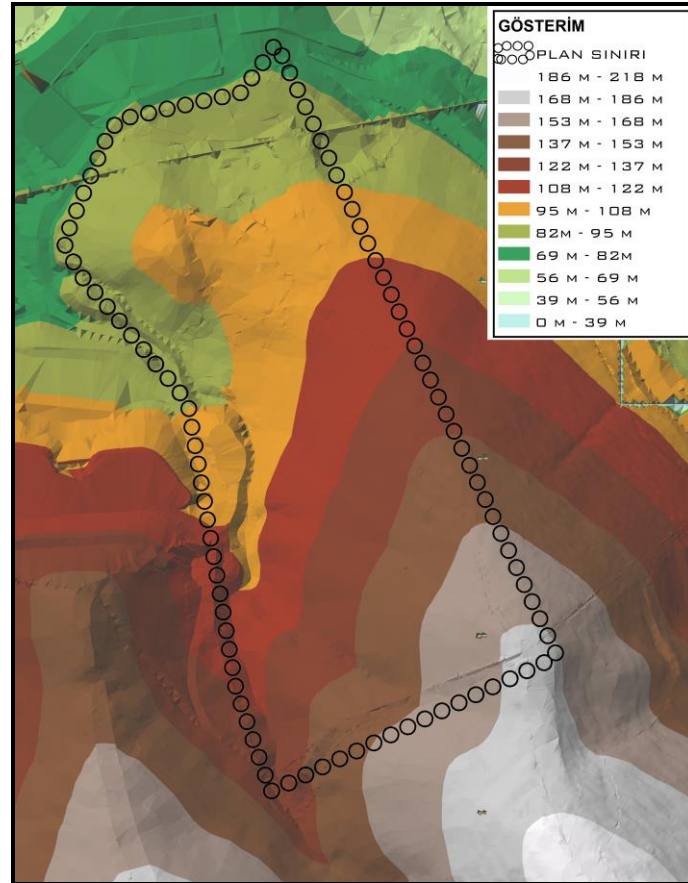 GÖSTERİM
PLAN SINIRI
186 M - 218 M
168 M - 186 M
153 M - 168 M
137 M - 153 M
122 M - 137 M
108 M - 122 M
95 M - 108 M
82M - 95 M
69 M - 82M
56 M - 69 M
39 M - 56 M
0 M - 39 M